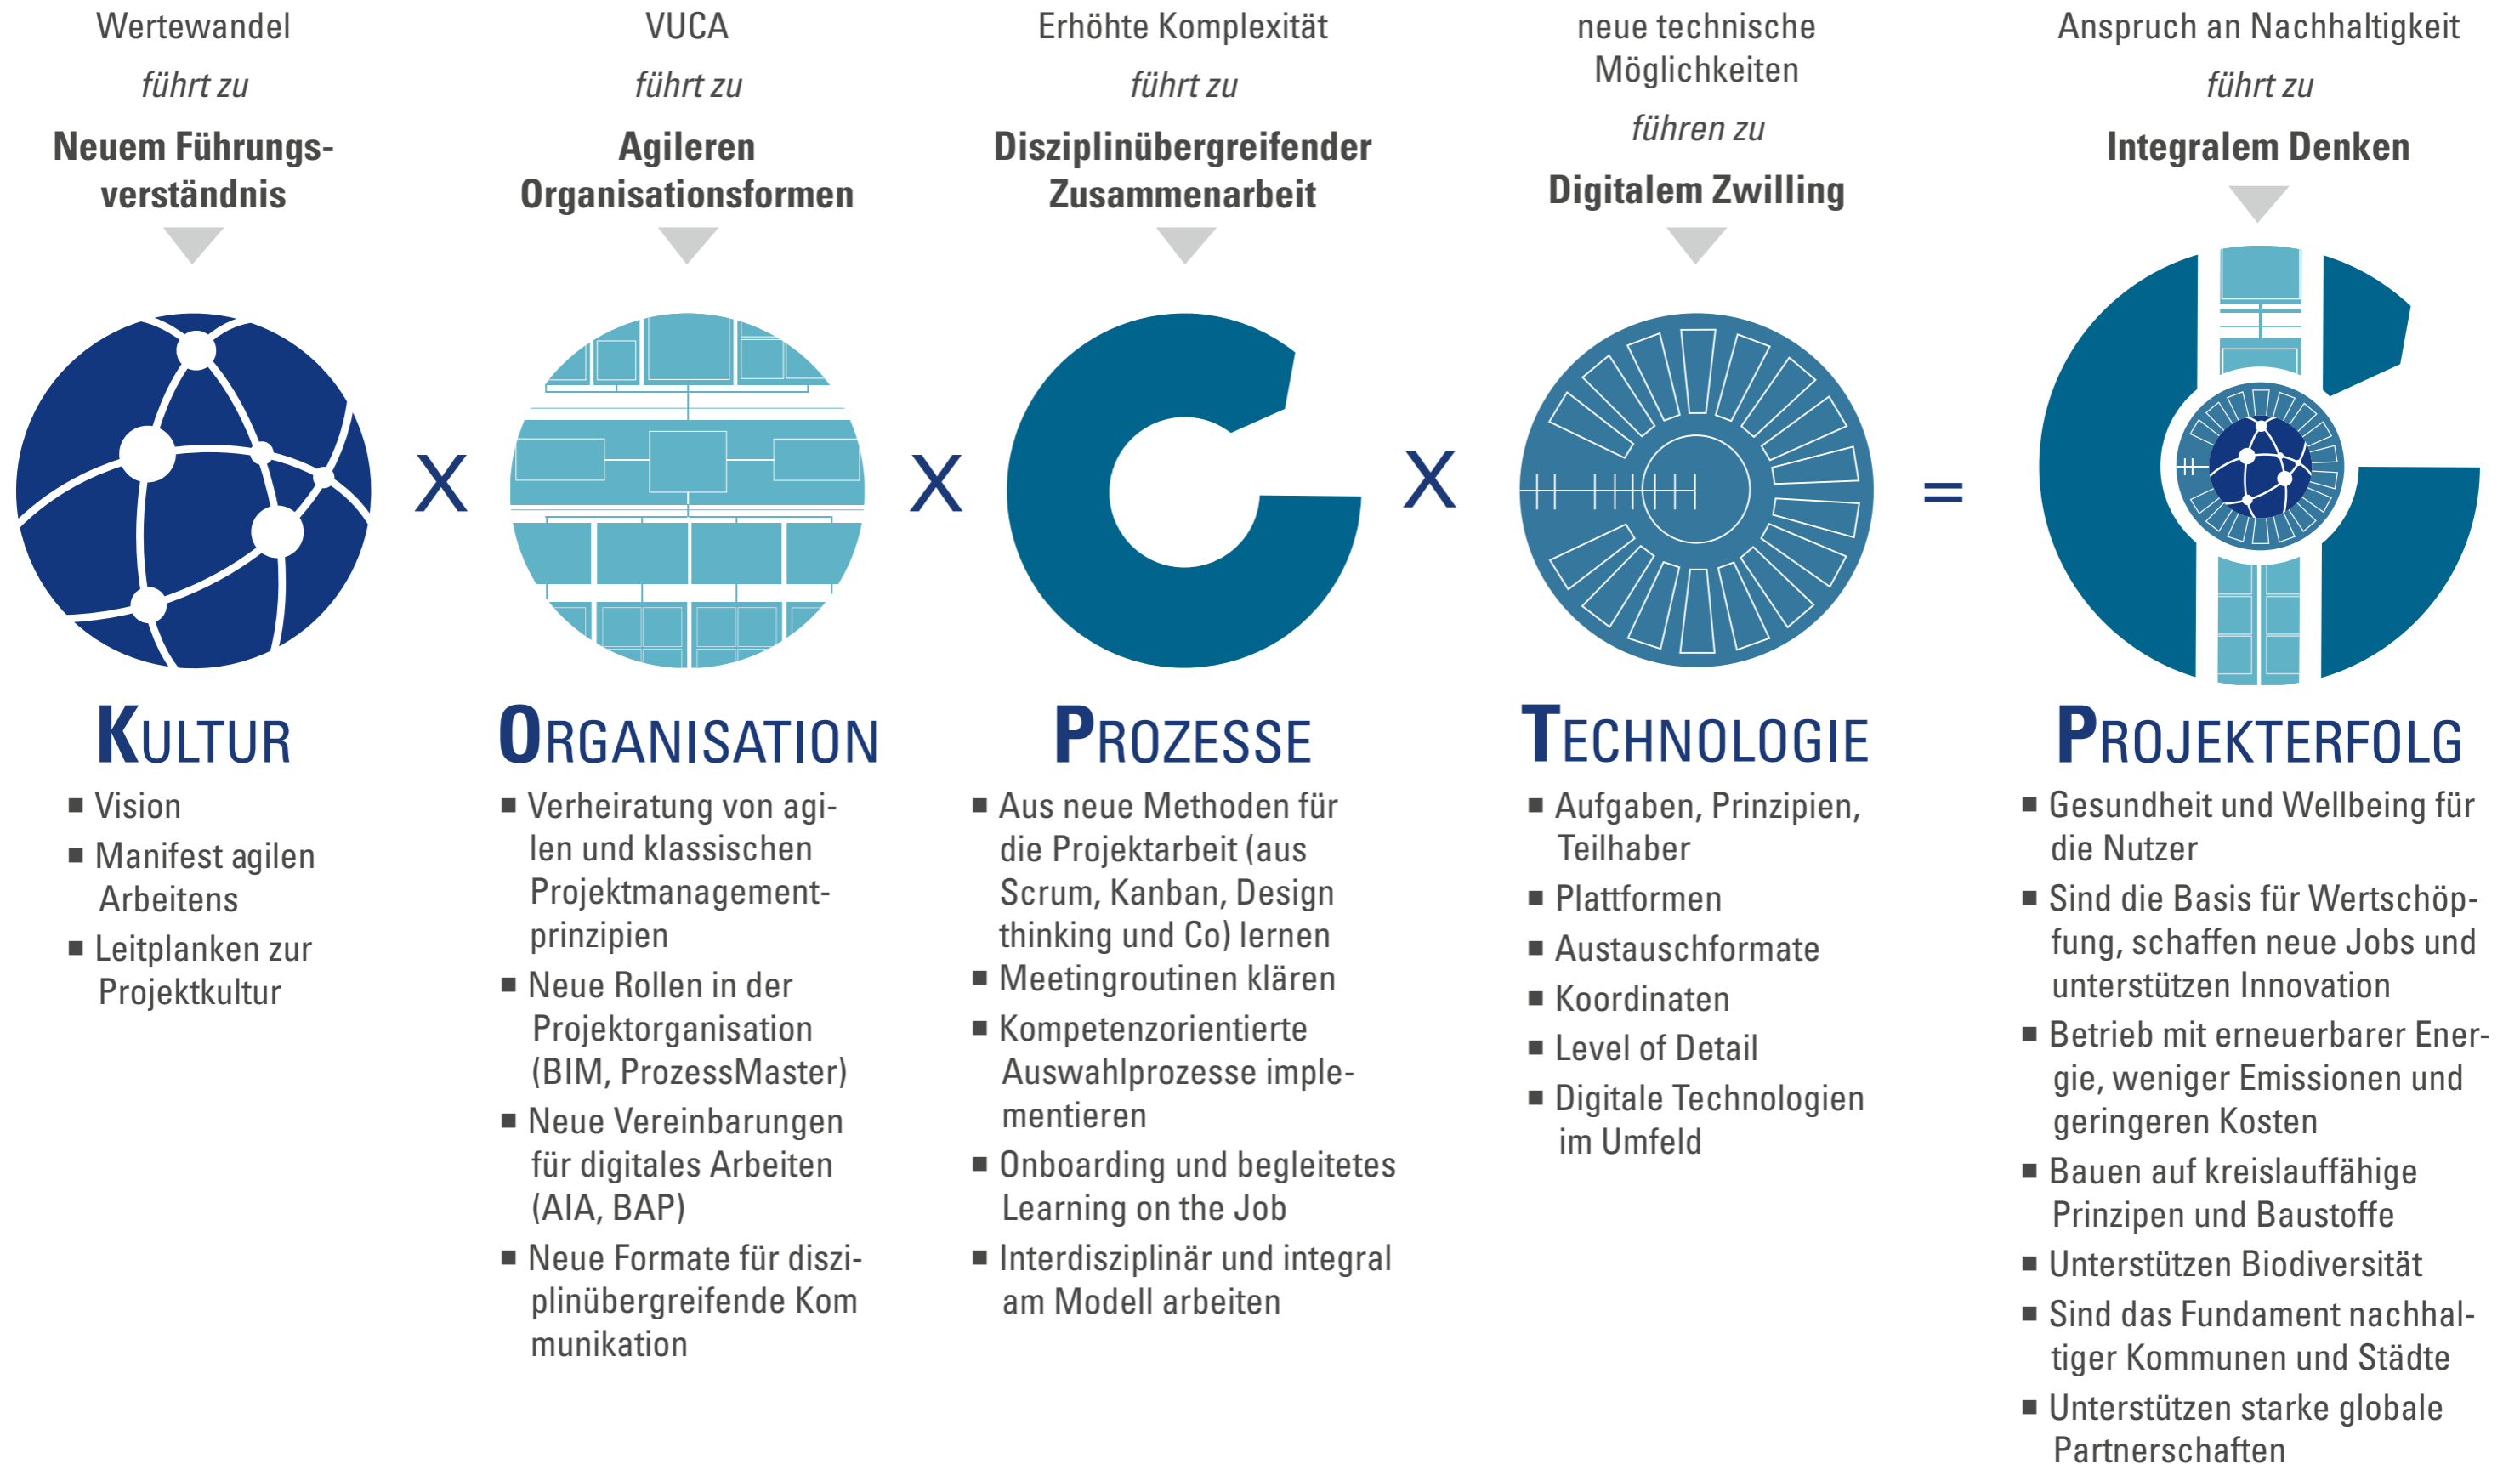 Wertewandel
führt zu
Neuem Führungs-
verständnis
VUCA
führt zu
Agileren
Organisationsformen
Erhöhte Komplexität
führt zu
Disziplinübergreifender
Zusammenarbeit
neue technische
Möglichkeiten
führen zu
Digitalem Zwilling
Anspruch an Nachhaltigkeit
führt zu
Integralem Denken
X
X
X
=
KULTUR
▪ Vision
▪ Manifest agilen
Arbeitens
▪ Leitplanken zur
Projektkultur
ORGANISATION
▪ Verheiratung von agi-
len und klassischen
Projektmanagement-
prinzipien
▪ Neue Rollen in der
Projektorganisation
(BIM, ProzessMaster)
▪ Neue Vereinbarungen
für digitales Arbeiten
(AIA, BAP)
▪ Neue Formate für diszi-
plinübergreifende Kom
munikation
PROZESSE
▪ Aus neue Methoden für
die Projektarbeit (aus
Scrum, Kanban, Design
thinking und Co) lernen
▪ Meetingroutinen klären
▪ Kompetenzorientierte
Auswahlprozesse imple-
mentieren
▪ Onboarding und begleitetes
Learning on the Job
▪ Interdisziplinär und integral
am Modell arbeiten
TECHNOLOGIE
▪ Aufgaben, Prinzipien,
Teilhaber
▪ Plattformen
▪ Austauschformate
▪ Koordinaten
▪ Level of Detail
▪ Digitale Technologien
im Umfeld
PROJEKTERFOLG
▪ Gesundheit und Wellbeing für
die Nutzer
▪ Sind die Basis für Wertschöp-
fung, schaffen neue Jobs und
unterstützen Innovation
▪ Betrieb mit erneuerbarer Ener-
gie, weniger Emissionen und
geringeren Kosten
▪ Bauen auf kreislauffähige
Prinzipen und Baustoffe
▪ Unterstützen Biodiversität
▪ Sind das Fundament nachhal-
tiger Kommunen und Städte
▪ Unterstützen starke globale
Partnerschaften